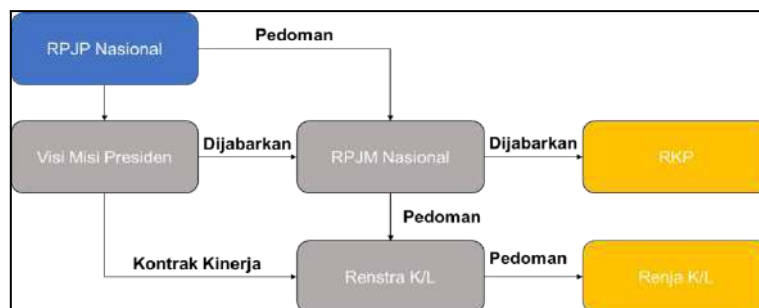 RPJP Nasional
Pedoman
Visi Misi Presiden
Dijabarkan
RPJM Nasional
Dijabarkan
RKP
Pedoman
Kontrak Kinerja
Renstra K/L
Pedoman
Renja K/L